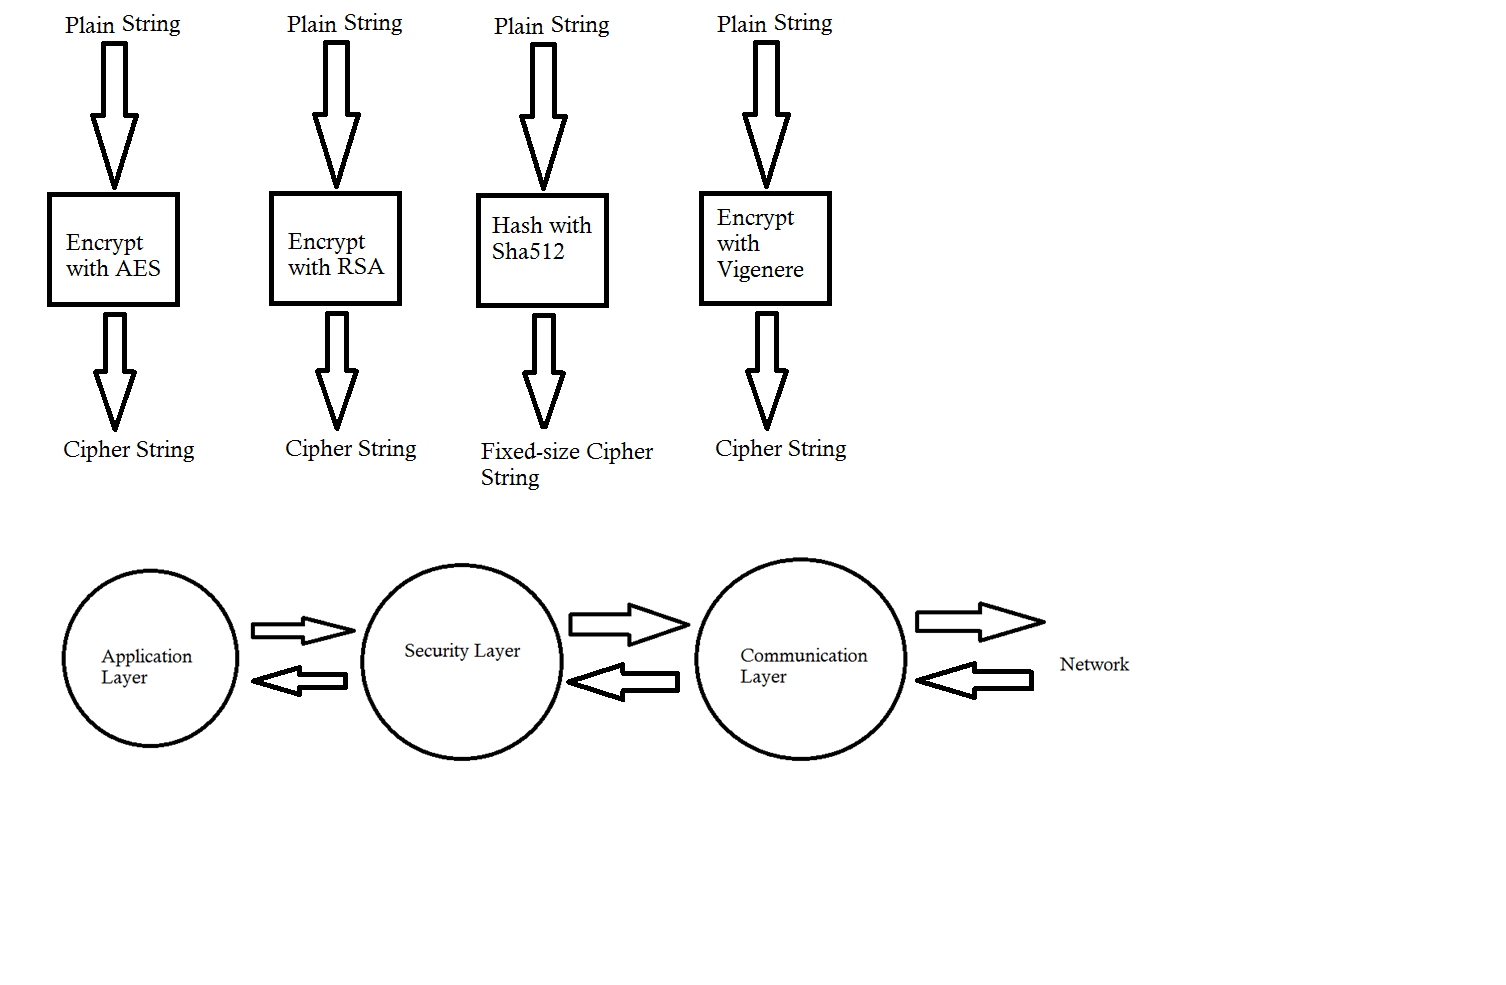 Plain String
Plain String
Plain String
Plain String
Encrypt
with AES
Encrypt
with RSA
Hash with
Sha512
Encrypt
with
Vigenere
Cipher String
Cipher String
Fixed-size Cipher
String
Cipher String
Application
Layer
Security Layer
Communication
Layer
Network